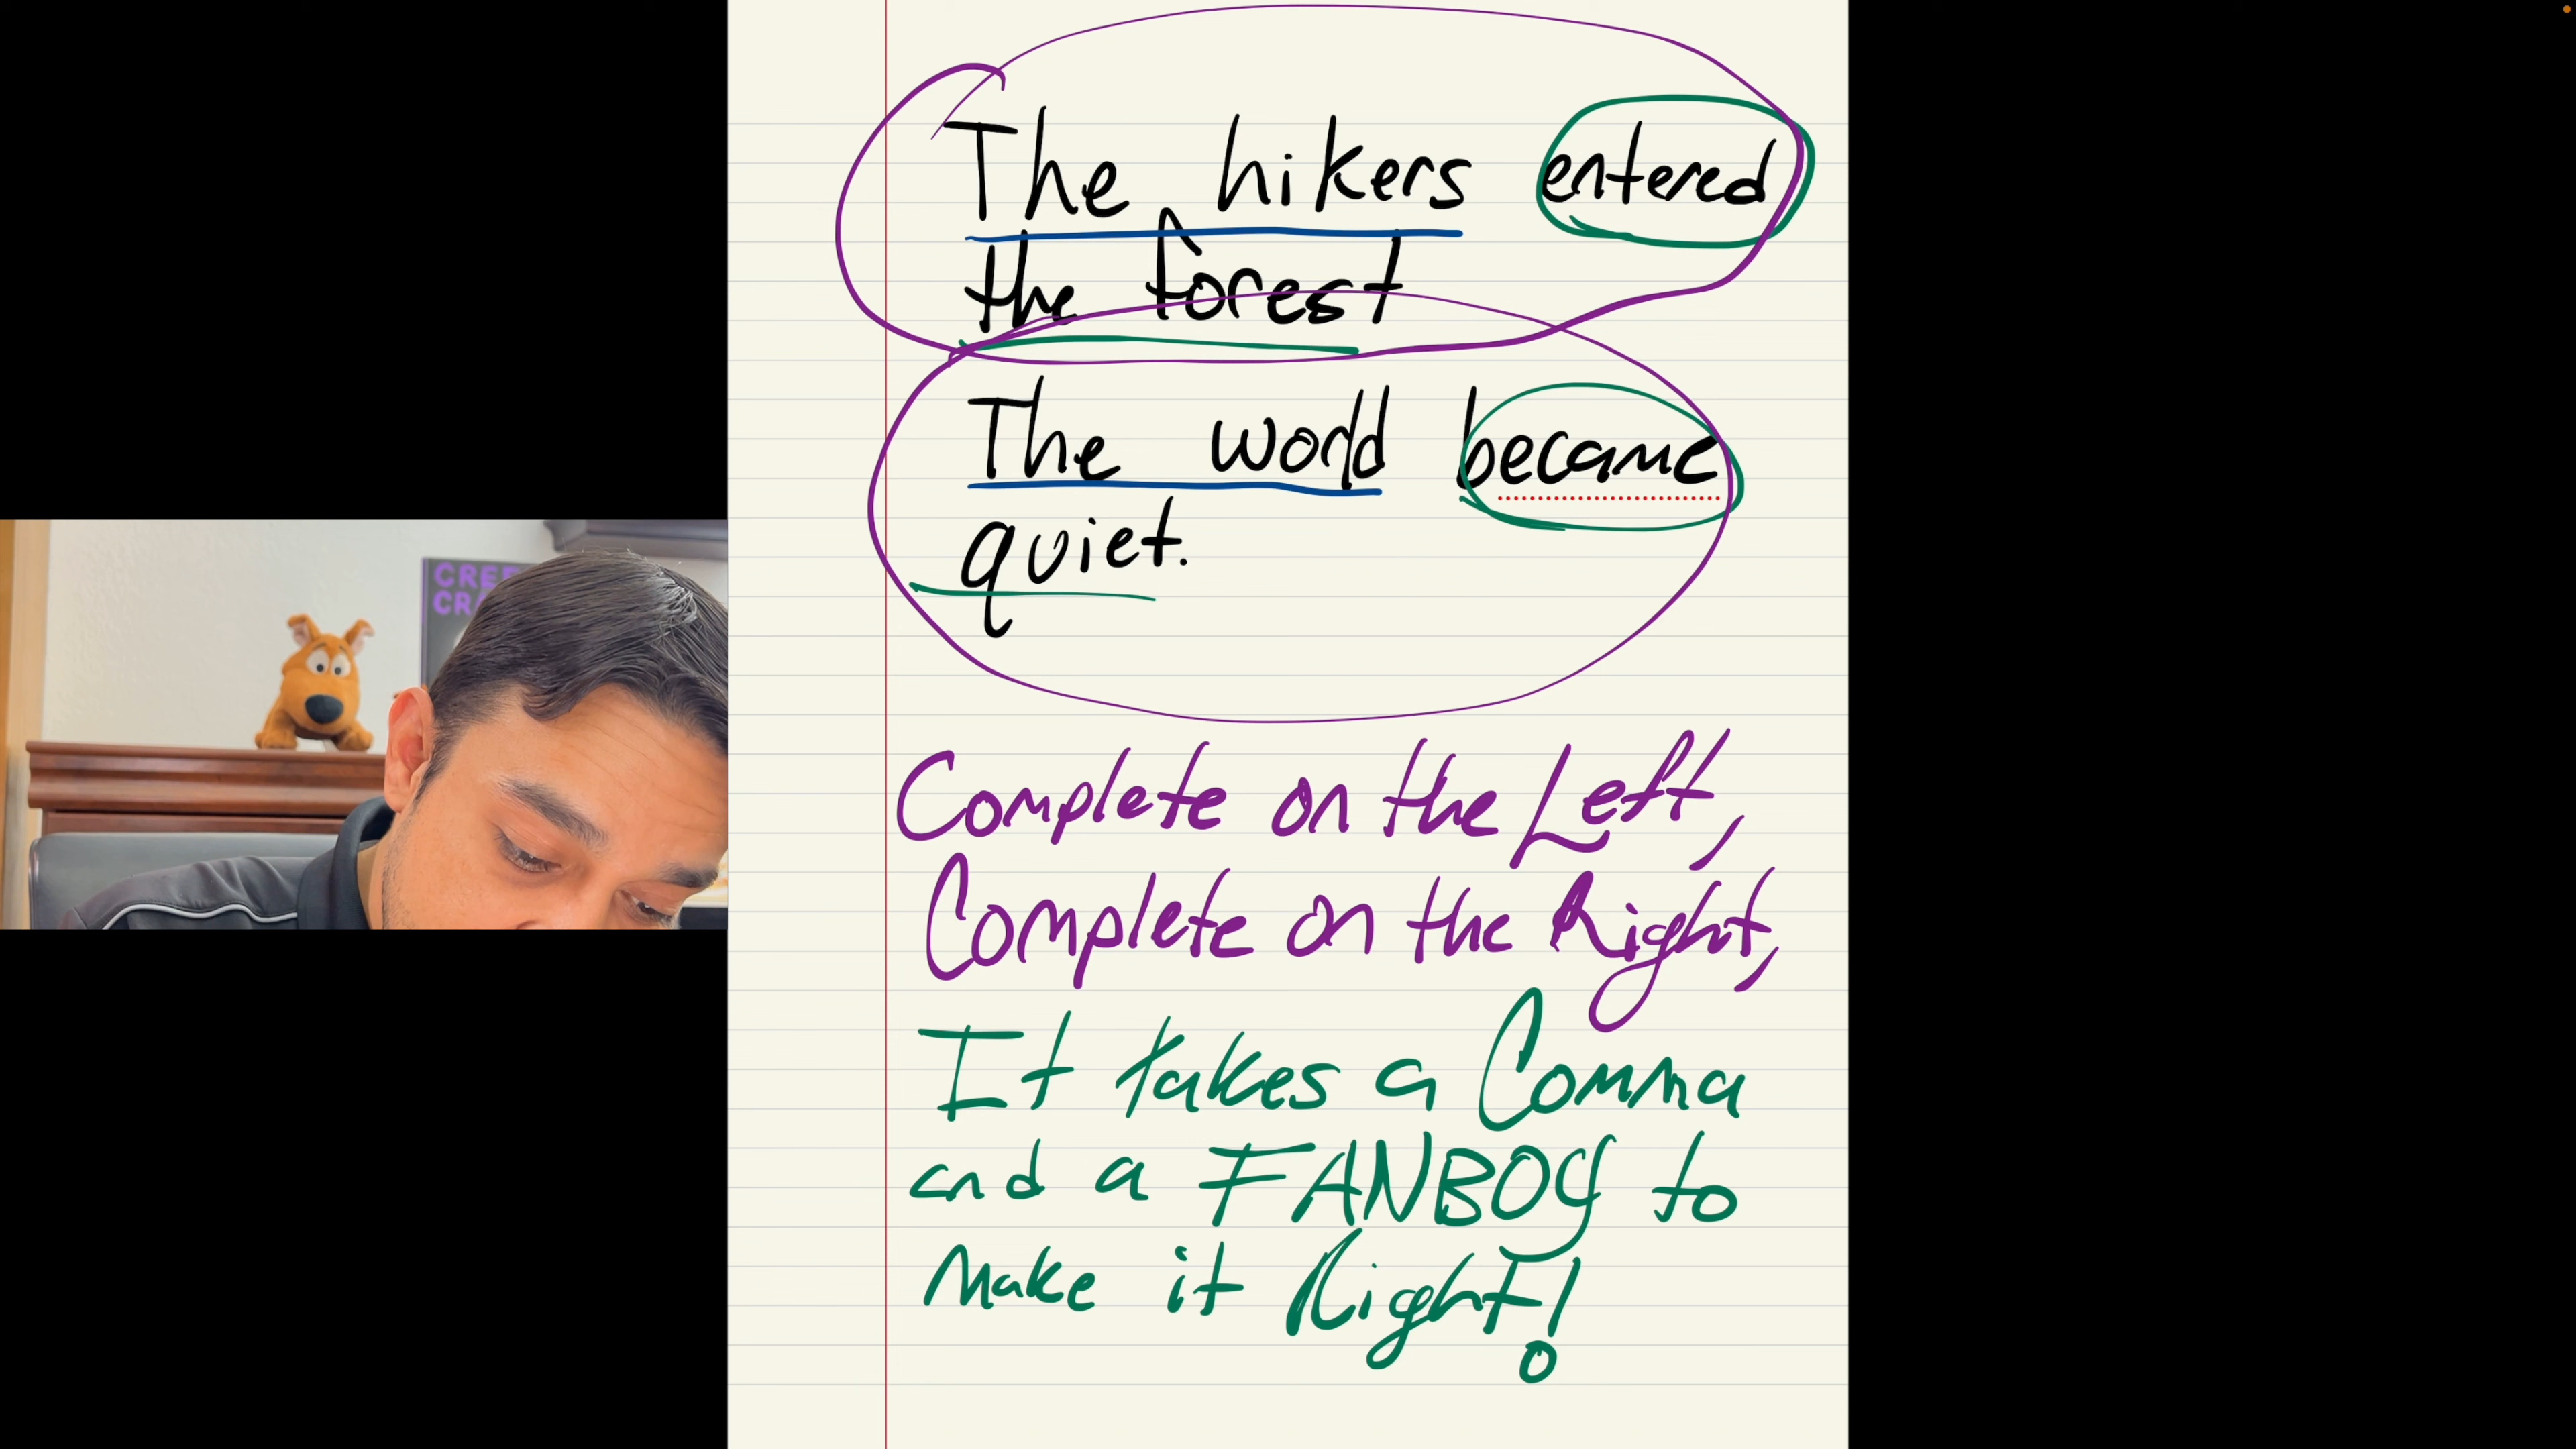 The hikers entered
the forest
The world became
quiet.
Complete on the Left,
Complete on the Right,
It takes a Comma
and a FANBOY to
Make it Right!